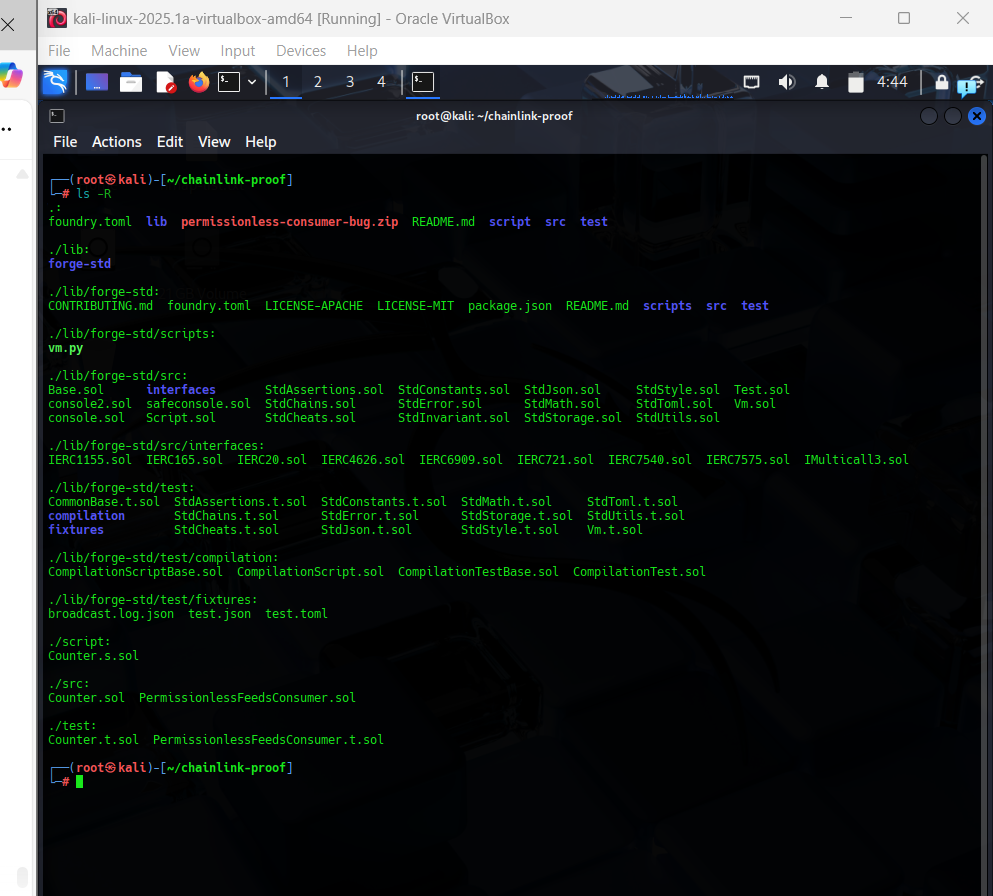 kali-linux-2025.1a-virtualbox-amd64 [Running] - Oracle VirtualBox
File Machine View Input Devices Help
1 2 3 4 4:44
root@kali: ~/chainlink-proof
File Actions Edit View Help
┌──(root㉿kali)-[~/chainlink-proof]
└─# ls -R
.:
foundry.toml lib permissionless-consumer-bug.zip README.md script src test
./lib:
forge-std
./lib/forge-std:
CONTRIBUTING.md foundry.toml LICENSE-APACHE LICENSE-MIT package.json README.md scripts src test
./lib/forge-std/scripts:
vm.py
./lib/forge-std/src:
Base.sol interfaces StdAssertions.sol StdConstants.sol StdJson.sol StdStyle.sol Test.sol
console2.sol safeconsole.sol StdChains.sol StdError.sol StdMath.sol StdToml.sol Vm.sol
console.sol Script.sol StdCheats.sol StdInvariant.sol StdStorage.sol StdUtils.sol
./lib/forge-std/src/interfaces:
IERC1155.sol IERC165.sol IERC20.sol IERC4626.sol IERC6909.sol IERC721.sol IERC7540.sol IERC7575.sol IMulticall3.sol
./lib/forge-std/test:
CommonBase.t.sol StdAssertions.t.sol StdConstants.t.sol StdMath.t.sol StdToml.t.sol
compilation StdChains.t.sol StdError.t.sol StdStorage.t.sol StdUtils.t.sol
fixtures StdCheats.t.sol StdJson.t.sol StdStyle.t.sol Vm.t.sol
./lib/forge-std/test/compilation:
CompilationScriptBase.sol CompilationScript.sol CompilationTestBase.sol CompilationTest.sol
./lib/forge-std/test/fixtures:
broadcast.log.json test.json test.toml
./script:
Counter.s.sol
./src:
Counter.sol PermissionlessFeedsConsumer.sol
./test:
Counter.t.sol PermissionlessFeedsConsumer.t.sol
┌──(root㉿kali)-[~/chainlink-proof]
└─#